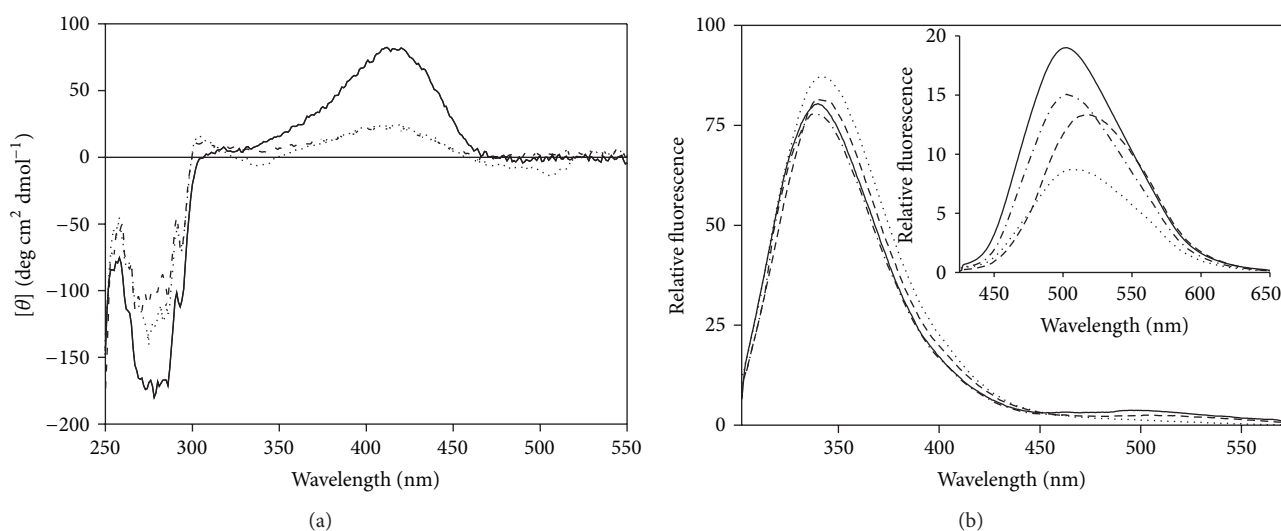 100
50
0
−50
−100
−150
−200
[θ] (deg cm² dmol⁻¹)
250 300 350 400 450 500 550
Wavelength (nm)
(a)
100
75
50
25
0
Relative fluorescence
350 400 450 500 550
Wavelength (nm)
20
15
10
5
0
Relative fluorescence
450 500 550 600 650
Wavelength (nm)
(b)